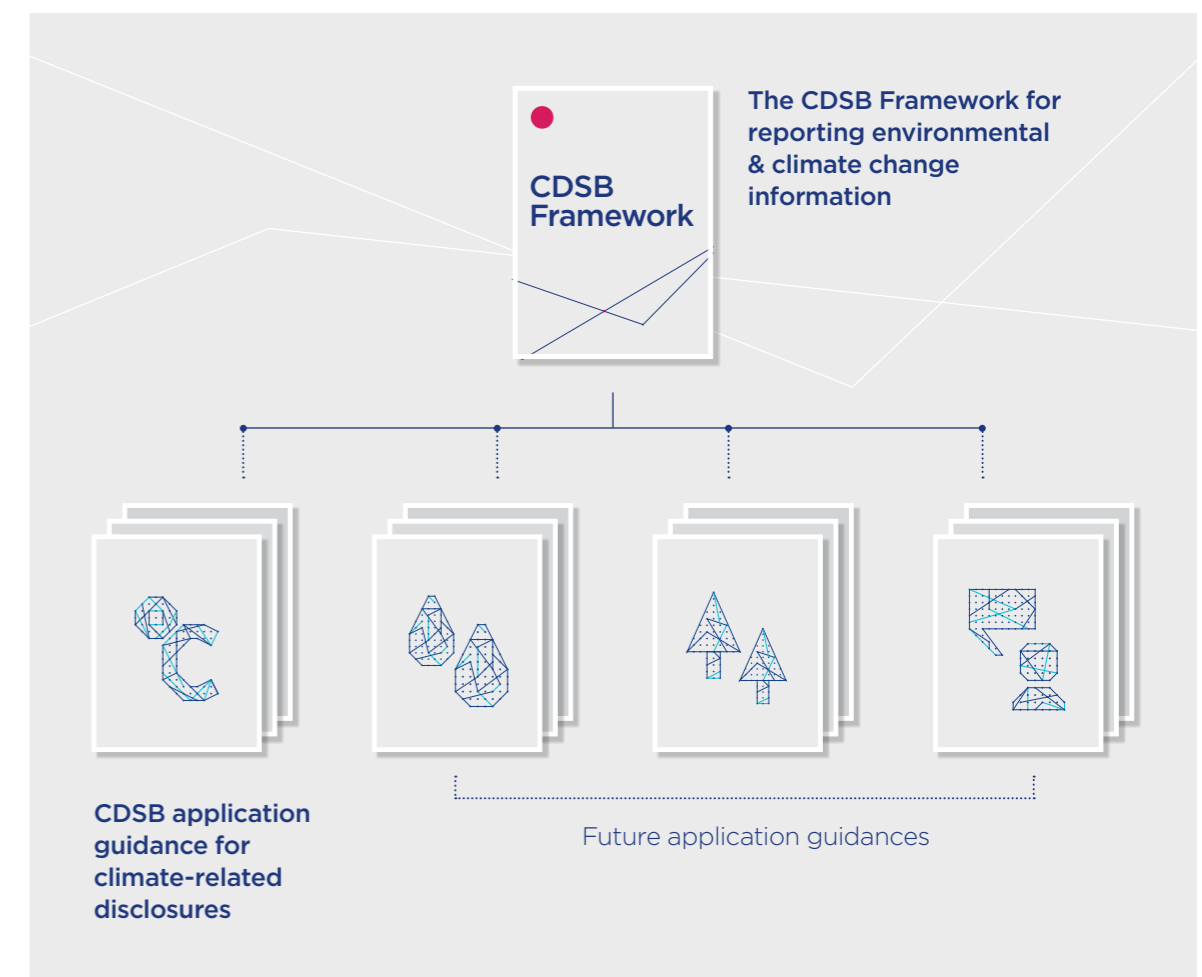 CDSB
Framework
The CDSB Framework for
reporting environmental
& climate change
information
°C
CDSB application
guidance for
climate-related
disclosures
Future application guidances